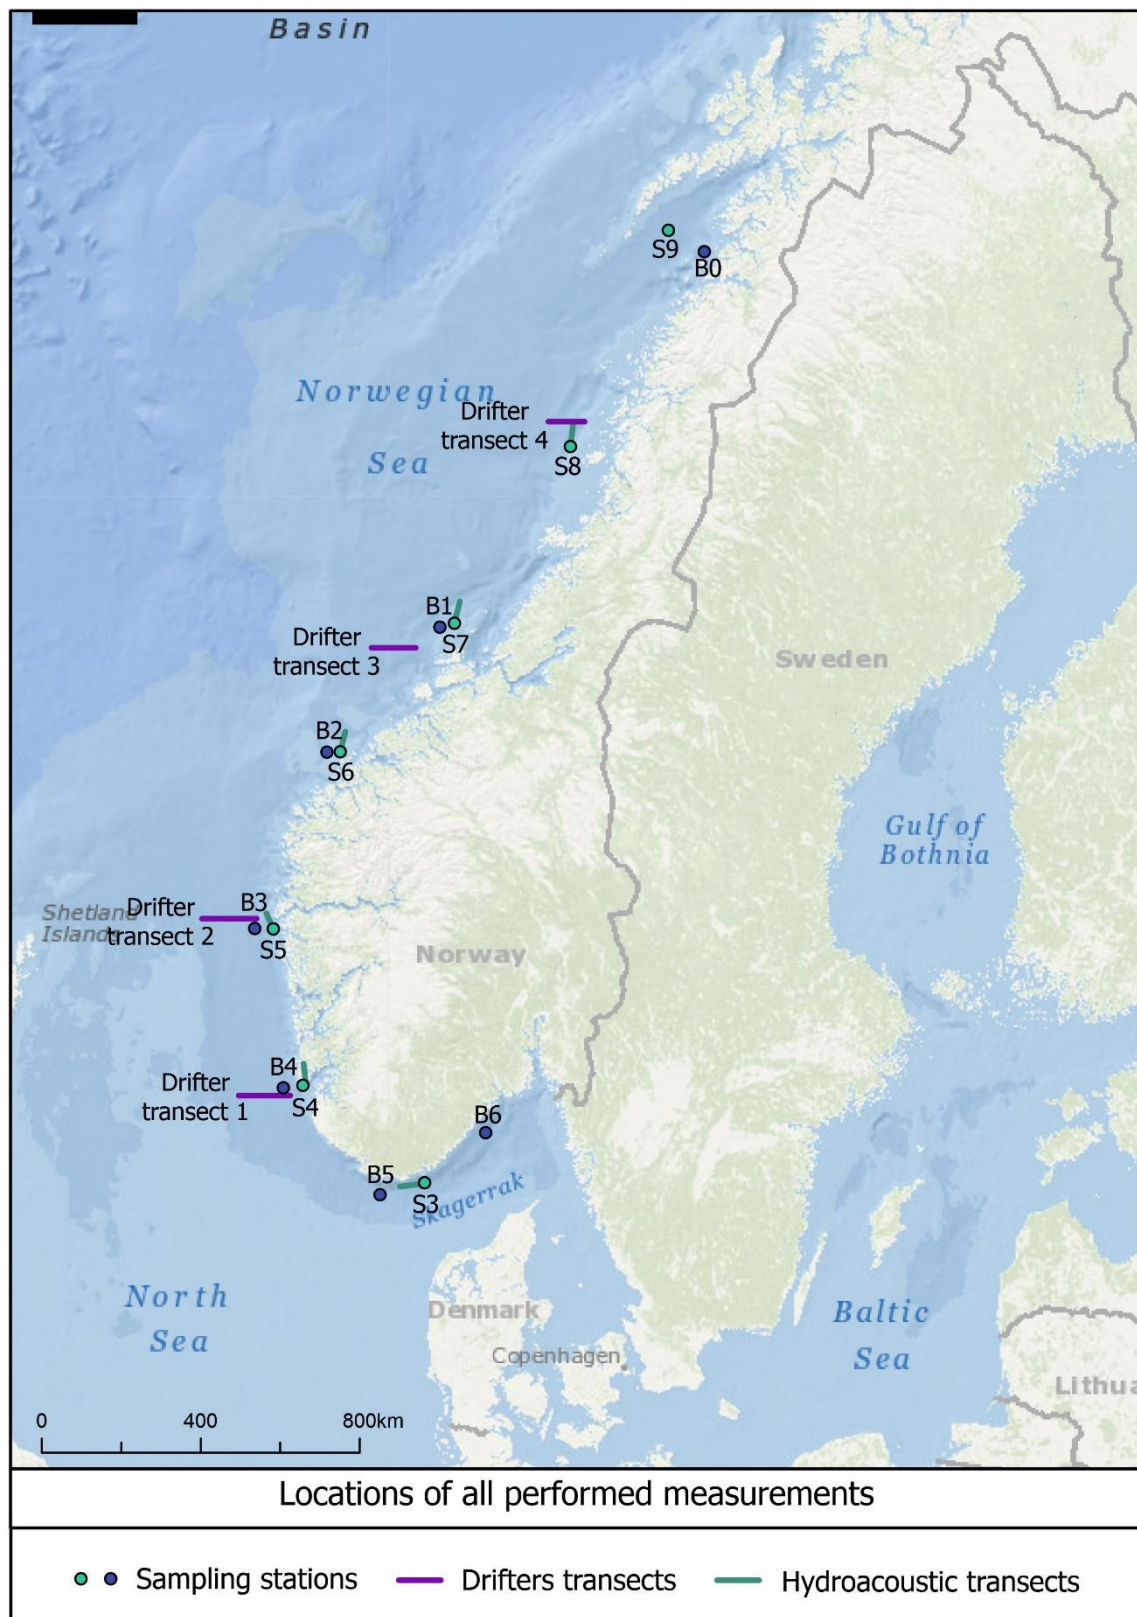 Basin
S9
B0
Norwegian
Sea
Drifter
transect 4
S8
B1
S7
Drifter
transect 3
Sweden
B2
S6
Gulf of
Bothnia
Shetland
Islands
Drifter
transect 2
B3
S5
Norway
B4
Drifter
transect 1
S4
B6
B5
S3
Skagerrak
North
Sea
Denmark
Copenhagen
Baltic
Sea
Lithua
0 400 800km
Locations of all performed measurements
Sampling stations Drifters transects Hydroacoustic transects